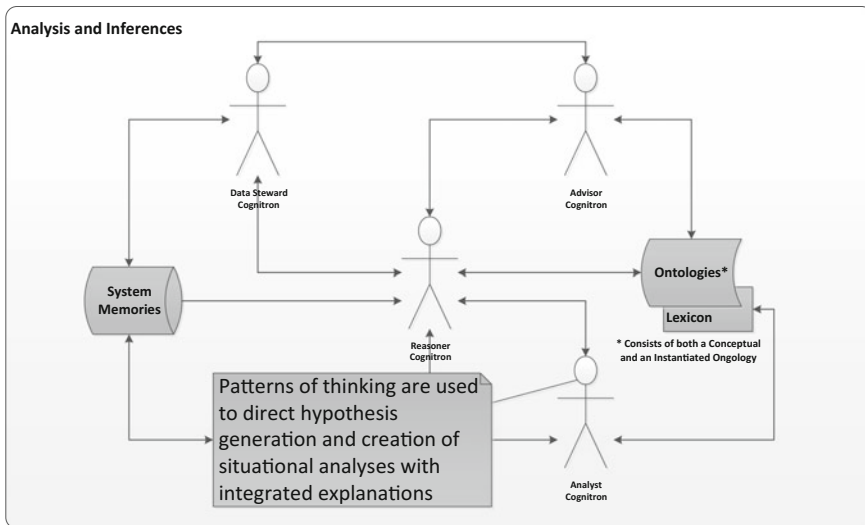 Analysis and Inferences
Data Steward
Cognitron
Advisor
Cognitron
System
Memories
Ontologies*
Lexicon
Reasoner
Cognitron
* Consists of both a Conceptual
and an Instantiated Ongology
Patterns of thinking are used
to direct hypothesis
generation and creation of
situational analyses with
integrated explanations
Analyst
Cognitron